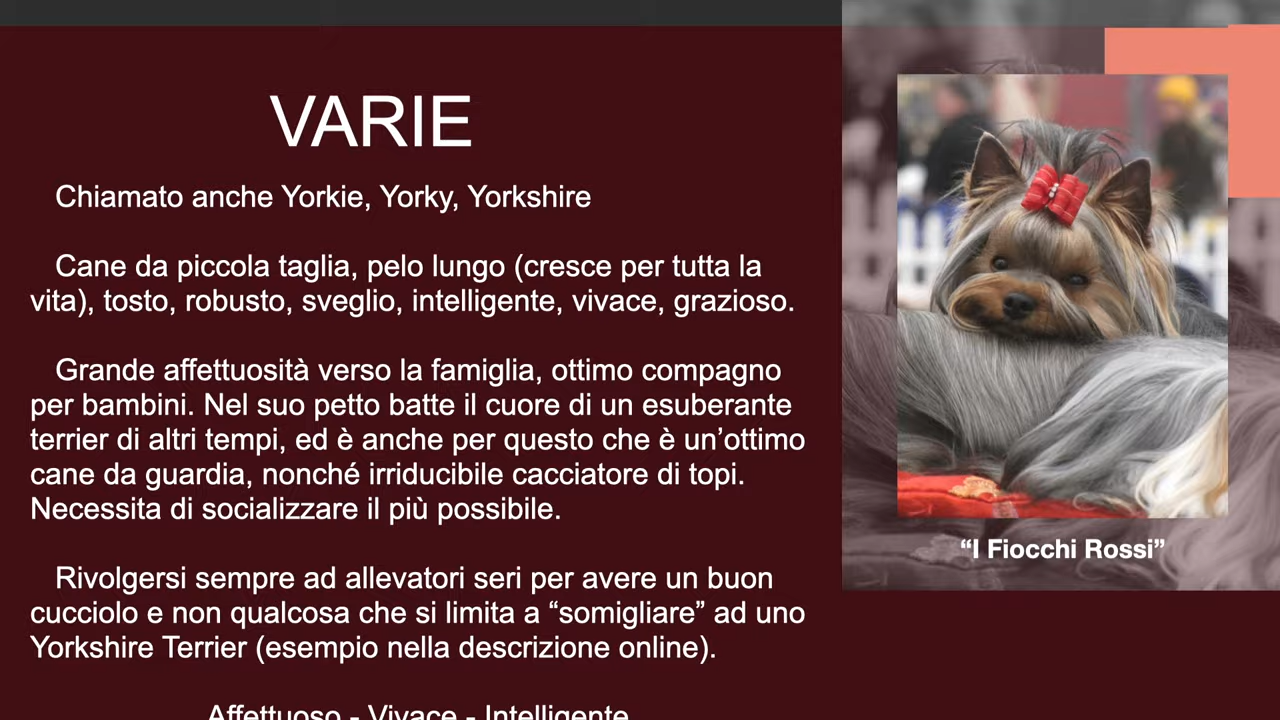 VARIE
Chiamato anche Yorkie, Yorky, Yorkshire
Cane da piccola taglia, pelo lungo (cresce per tutta la
vita), tosto, robusto, sveglio, intelligente, vivace, grazioso.
Grande affettuosità verso la famiglia, ottimo compagno
per bambini. Nel suo petto batte il cuore di un esuberante
terrier di altri tempi, ed è anche per questo che è un’ottimo
cane da guardia, nonché irriducibile cacciatore di topi.
Necessita di socializzare il più possibile.
Rivolgersi sempre ad allevatori seri per avere un buon
cucciolo e non qualcosa che si limita a “somigliare” ad uno
Yorkshire Terrier (esempio nella descrizione online).
Affettuoso - Vivace - Intelligente
“I Fiocchi Rossi”